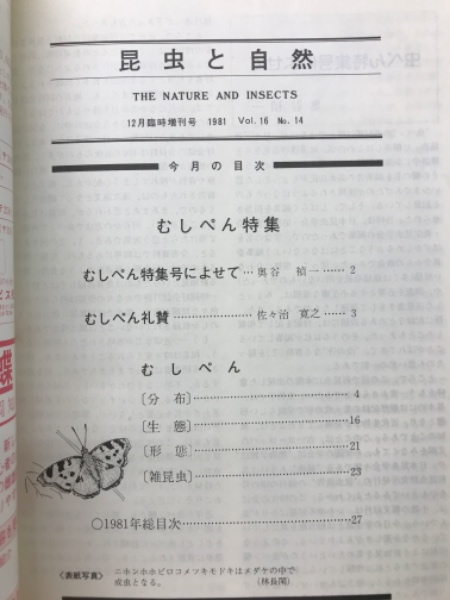 昆虫と自然
THE NATURE AND INSECTS
12月臨時増刊号 1981 Vol. 16 No. 14
今月の目次
むしぺん特集
むしぺん特集号によせて … 奥谷 禎一 …… 2
むしぺん礼賛 ………………… 佐々治 寛之 …… 3
むしぺん
〔分布〕…………………………………… 4
〔生態〕……………………………………16
〔形態〕……………………………………21
〔雑昆虫〕…………………………………23
○1981年総目次……………………………27
〈表紙写真〉 ニホンホホビロコメツキモドキはメダケの中で
成虫となる。 (林長閑)
蝶